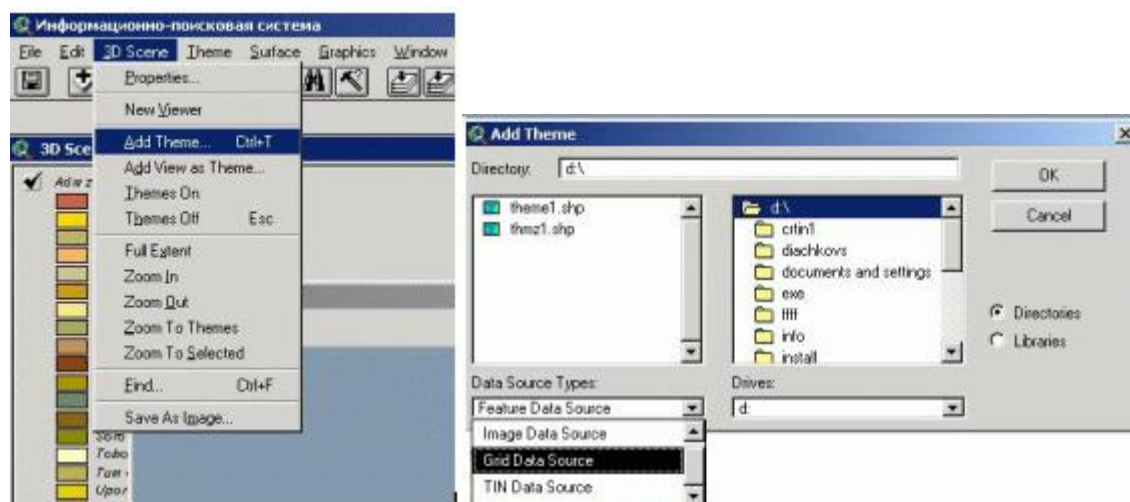 Информационно-поисковая система
File Edit 3D Scene Theme Surface Graphics Window
Properties...
New Viewer
Add Theme... Ctrl+T
Add View as Theme...
Themes On
Themes Off Esc
Full Extent
Zoom In
Zoom Out
Zoom To Themes
Zoom To Selected
Find... Ctrl+F
Save As Image...
3D Sce
Add Theme
Directory: d:\
OK
Cancel
theme1.shp
thmz1.shp
d:\
critin1
diachkovs
documents and settings
exe
ffff
info
install
Directories
Libraries
Data Source Types:
Drives:
Feature Data Source
d:
Image Data Source
Grid Data Source
TIN Data Source